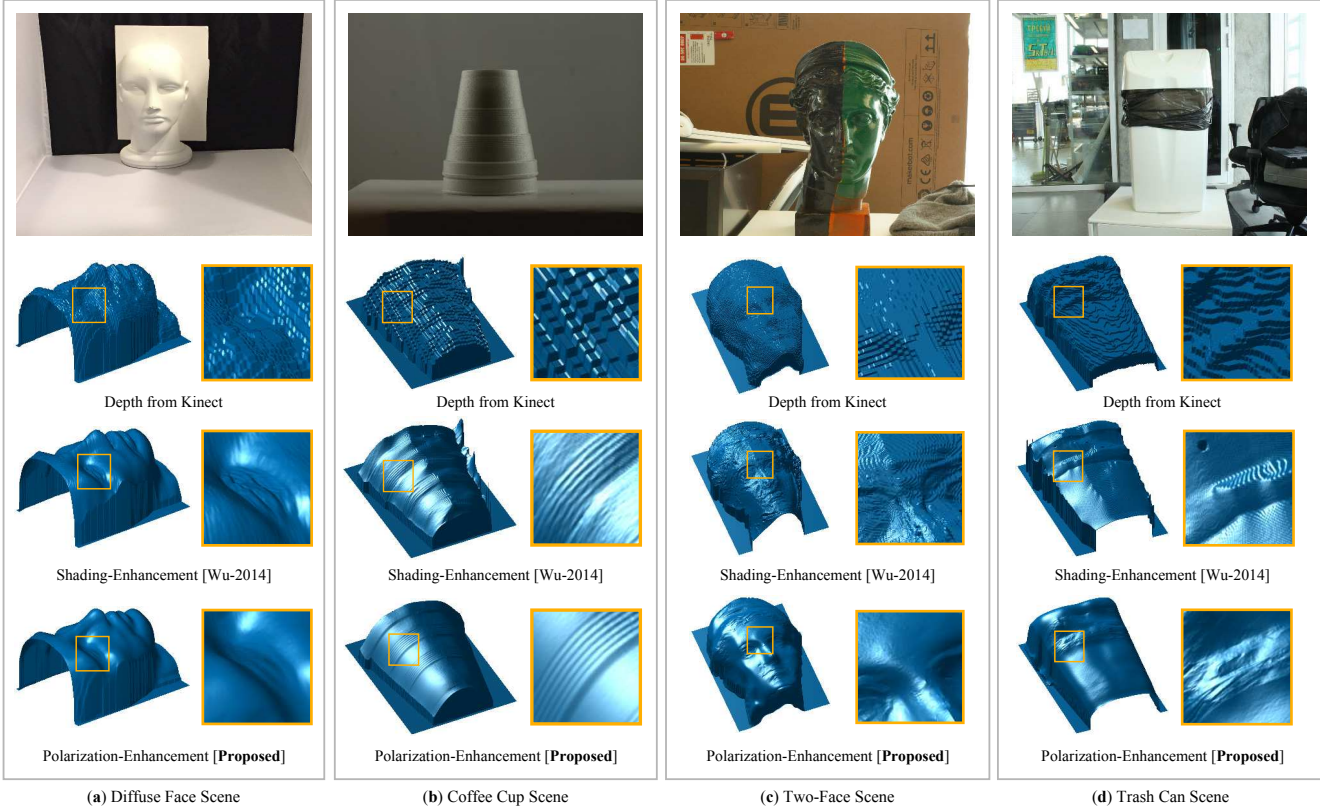 Depth from Kinect
Shading-Enhancement [Wu-2014]
Polarization-Enhancement [Proposed]
(a) Diffuse Face Scene
Depth from Kinect
Shading-Enhancement [Wu-2014]
Polarization-Enhancement [Proposed]
(b) Coffee Cup Scene
Depth from Kinect
Shading-Enhancement [Wu-2014]
Polarization-Enhancement [Proposed]
(c) Two-Face Scene
Depth from Kinect
Shading-Enhancement [Wu-2014]
Polarization-Enhancement [Proposed]
(d) Trash Can Scene